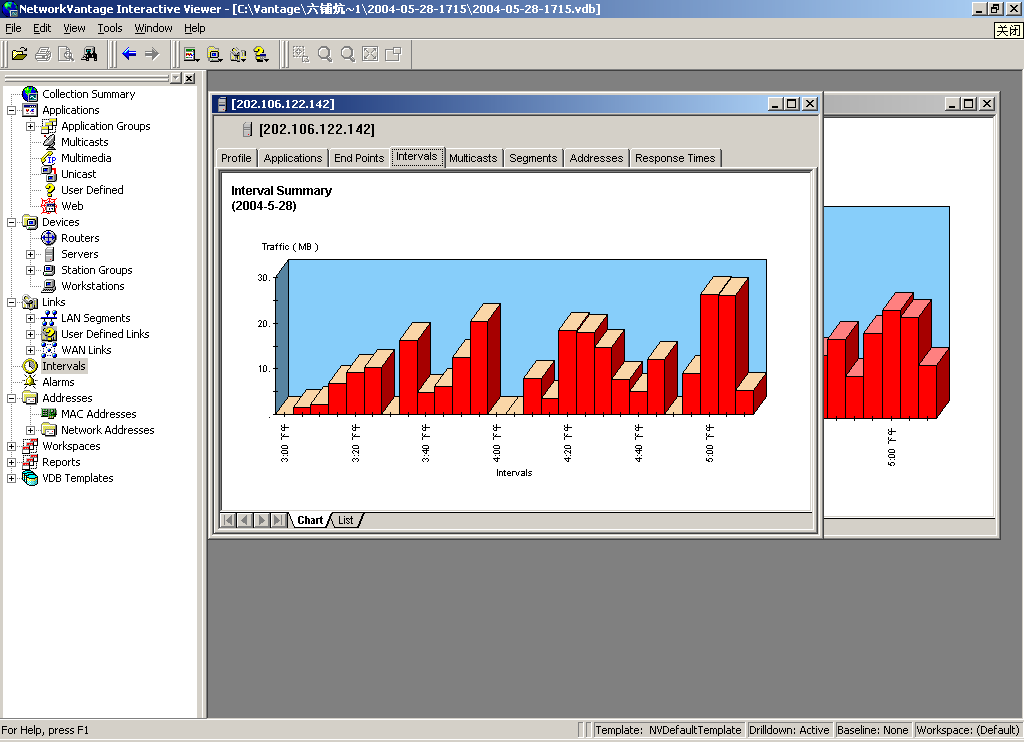 NetworkVantage Interactive Viewer - [C:\Vantage\六铺炕~1\2004-05-28-1715\2004-05-28-1715.vdb]
File Edit View Tools Window Help
关闭
Collection Summary
Applications
Application Groups
Multicasts
Multimedia
Unicast
User Defined
Web
Devices
Routers
Servers
Station Groups
Workstations
Links
LAN Segments
User Defined Links
WAN Links
Intervals
Alarms
Addresses
MAC Addresses
Network Addresses
Workspaces
Reports
VDB Templates
[202.106.122.142]
[202.106.122.142]
Profile Applications End Points Intervals Multicasts Segments Addresses Response Times
Interval Summary
(2004-5-28)
Traffic ( MB )
30.
20.
10.
3:00 下午 3:20 下午 3:40 下午 4:00 下午 4:20 下午 4:40 下午 5:00 下午
Intervals
5:00 下午
Chart List
For Help, press F1
Template: NVDefaultTemplate Drilldown: Active Baseline: None Workspace: (Default)